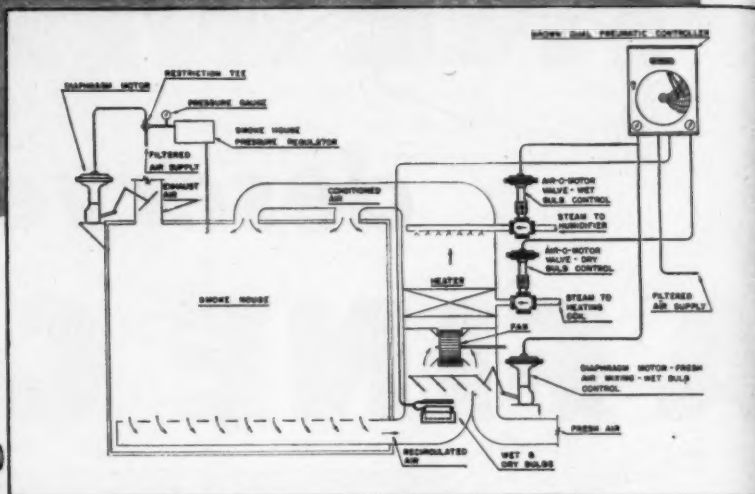 BROWN DUAL PNEUMATIC CONTROLLER
RESTRICTION TEE
DIAPHRAGM MOTOR
PRESSURE GAUGE
SMOKE HOUSE
PRESSURE REGULATOR
FILTERED
AIR SUPPLY
EXHAUST
AIR
CONDITIONED
AIR
AIR-O-MOTOR
VALVE - WET
BULB CONTROL
STEAM TO
HUMIDIFIER
AIR-O-MOTOR
VALVE - DRY
BULB CONTROL
HEATER
SMOKE HOUSE
STEAM TO
HEATING
COIL
FILTERED
AIR SUPPLY
FAN
DIAPHRAGM MOTOR - FRESH
AIR MIXING - WET BULB
CONTROL
FRESH AIR
RECIRCULATED
AIR
WET &
DRY BULBS